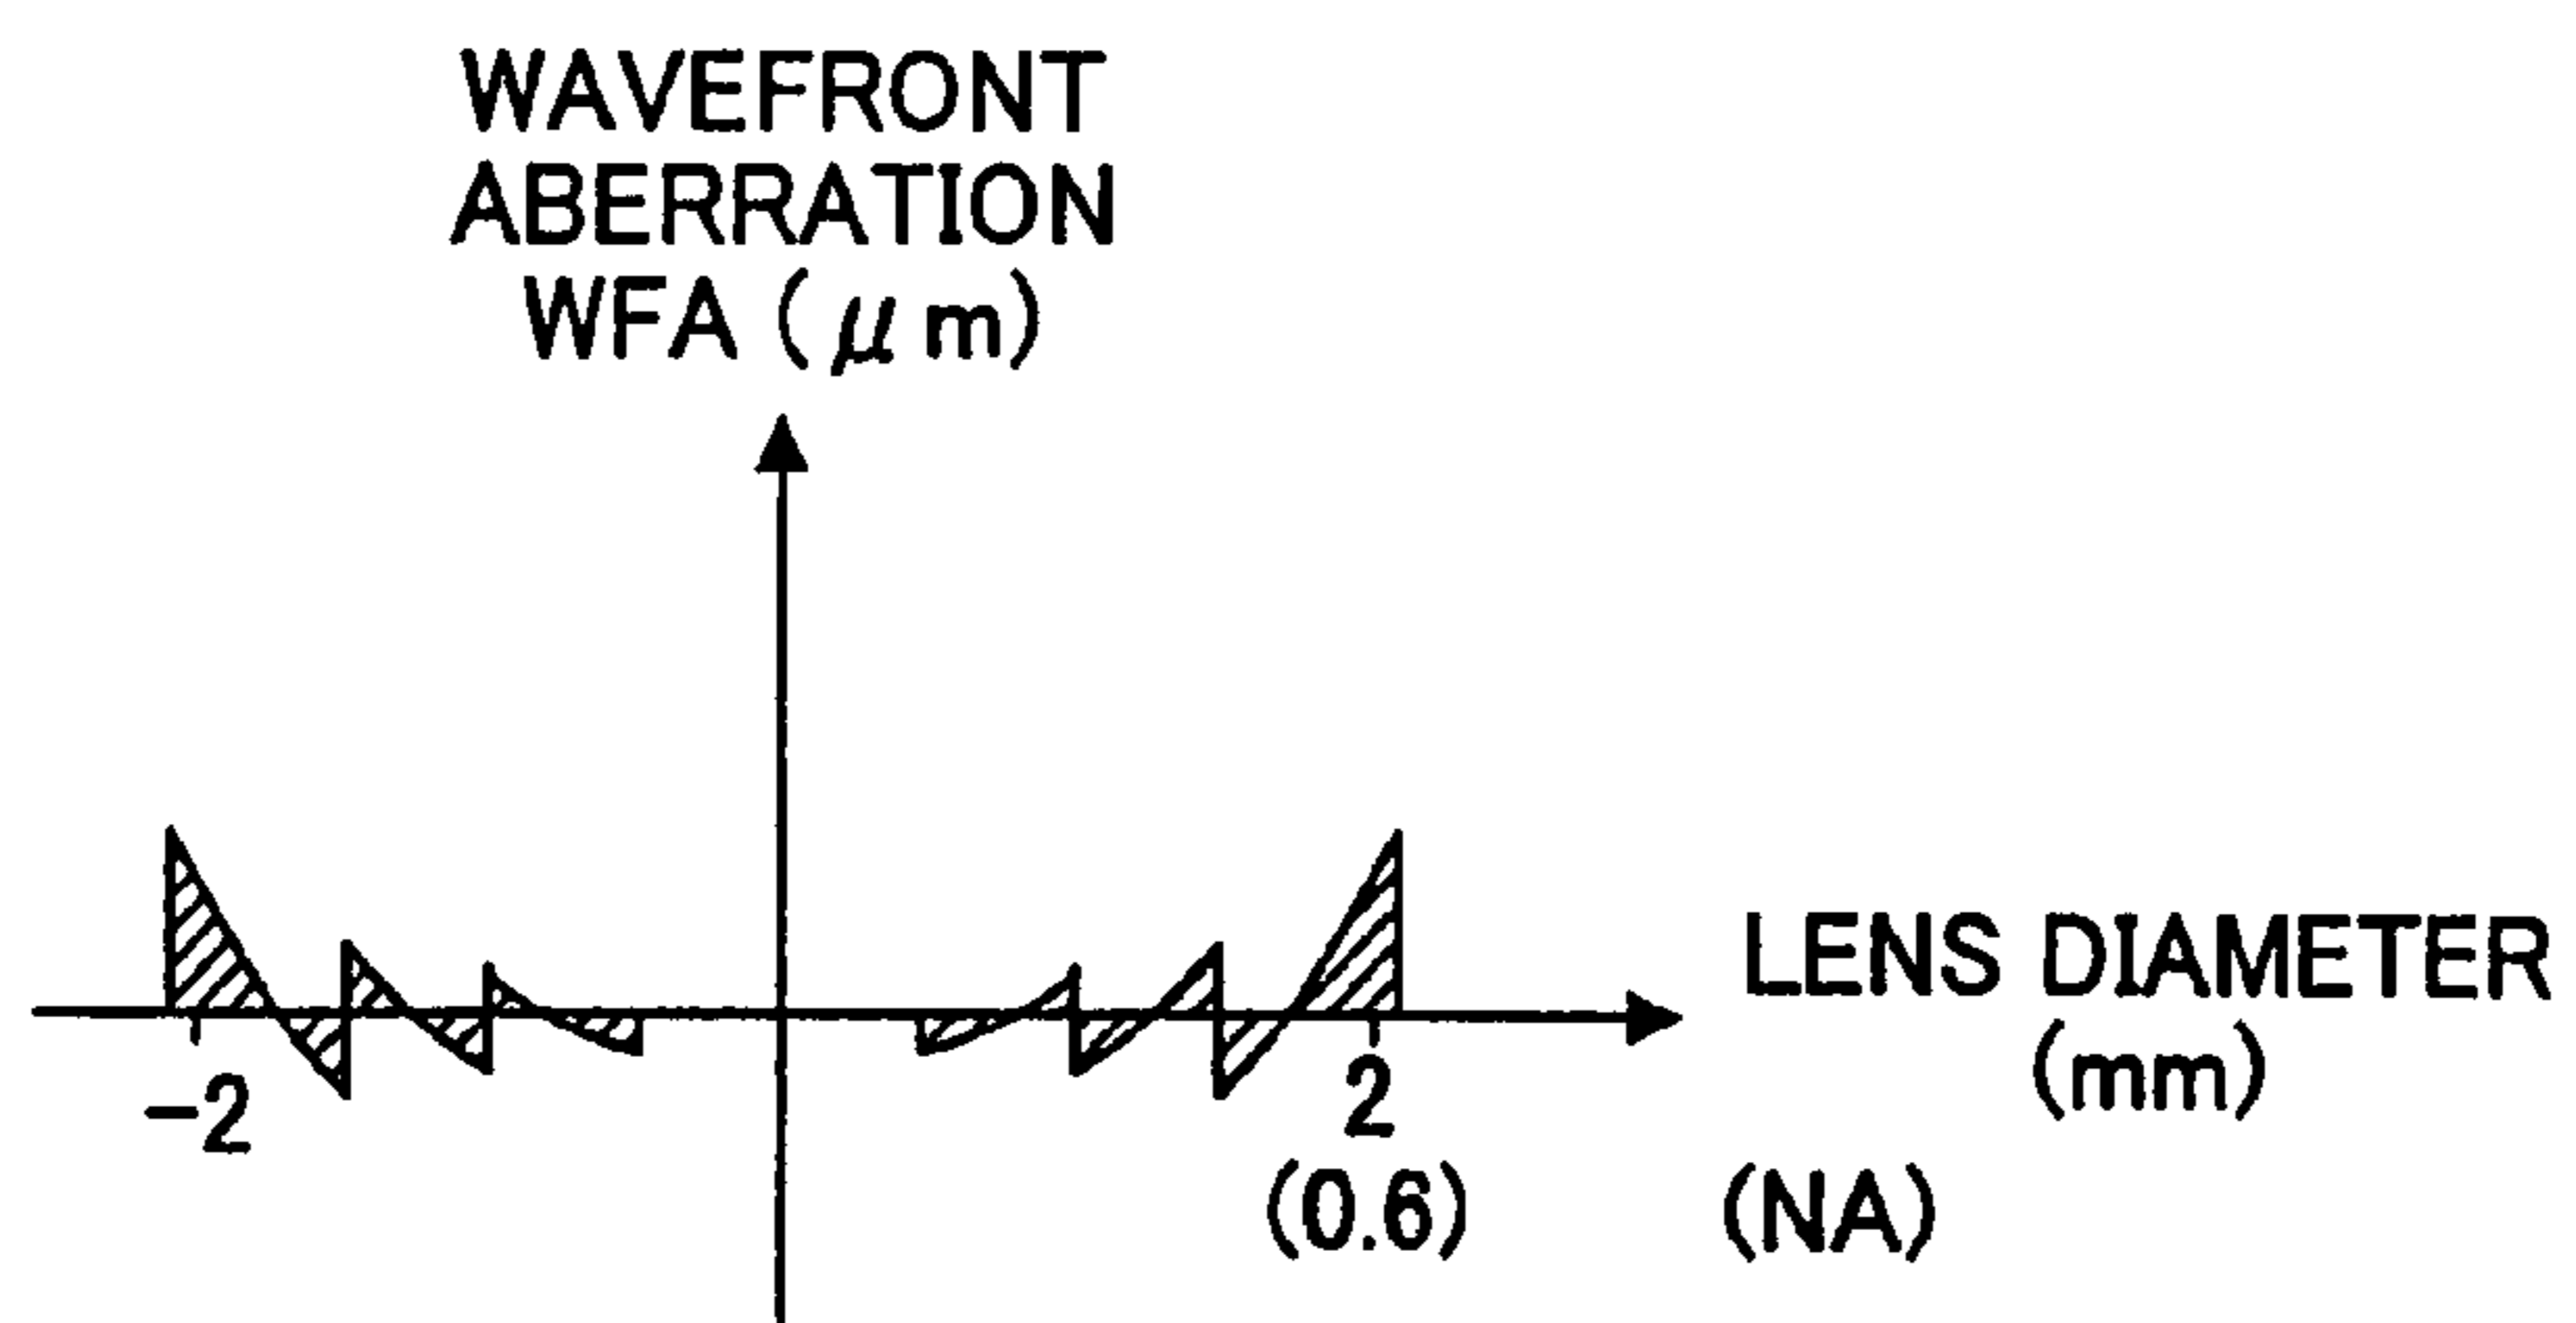 WAVEFRONT
ABERRATION
WFA (μm)
LENS DIAMETER
(mm)
-2
2
(0.6)
(NA)